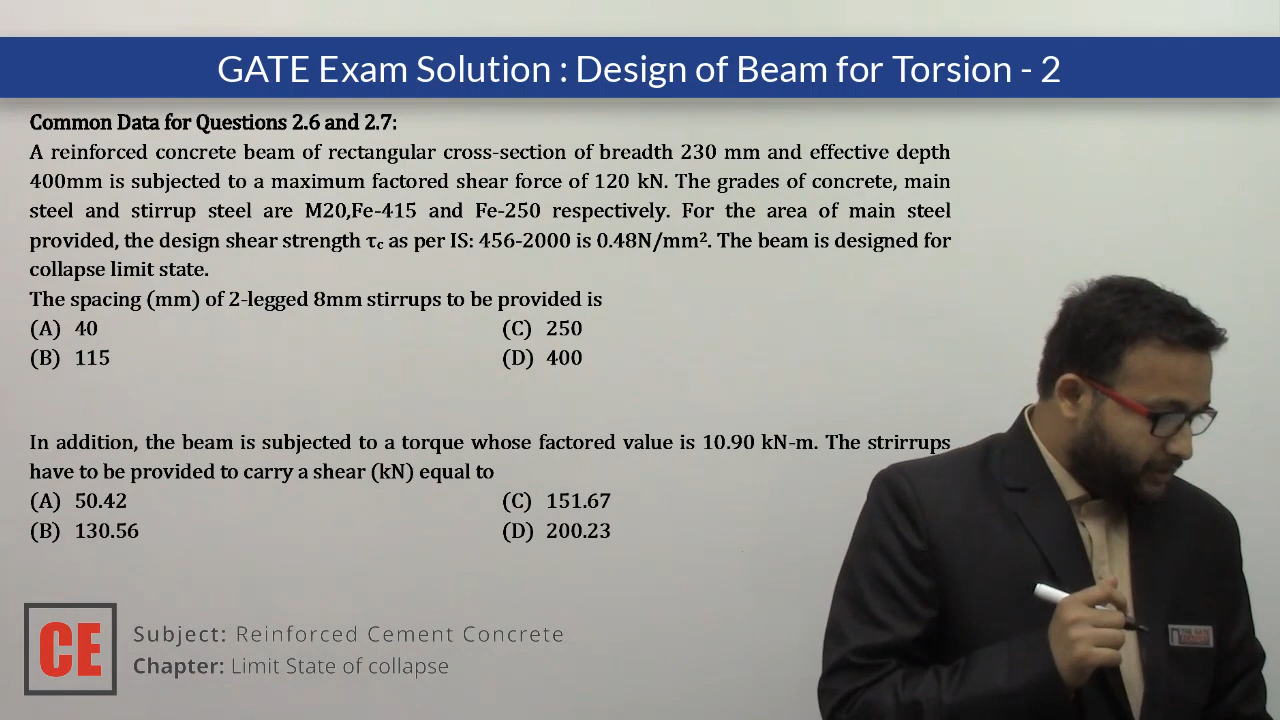 GATE Exam Solution : Design of Beam for Torsion - 2
Common Data for Questions 2.6 and 2.7:
A reinforced concrete beam of rectangular cross-section of breadth 230 mm and effective depth
400mm is subjected to a maximum factored shear force of 120 kN. The grades of concrete, main
steel and stirrup steel are M20,Fe-415 and Fe-250 respectively. For the area of main steel
provided, the design shear strength τc as per IS: 456-2000 is 0.48N/mm². The beam is designed for
collapse limit state.
The spacing (mm) of 2-legged 8mm stirrups to be provided is
(A) 40
(C) 250
(B) 115
(D) 400
In addition, the beam is subjected to a torque whose factored value is 10.90 kN-m. The strirrups
have to be provided to carry a shear (kN) equal to
(A) 50.42
(C) 151.67
(B) 130.56
(D) 200.23
CE
Subject: Reinforced Cement Concrete
Chapter: Limit State of collapse
THE GATE